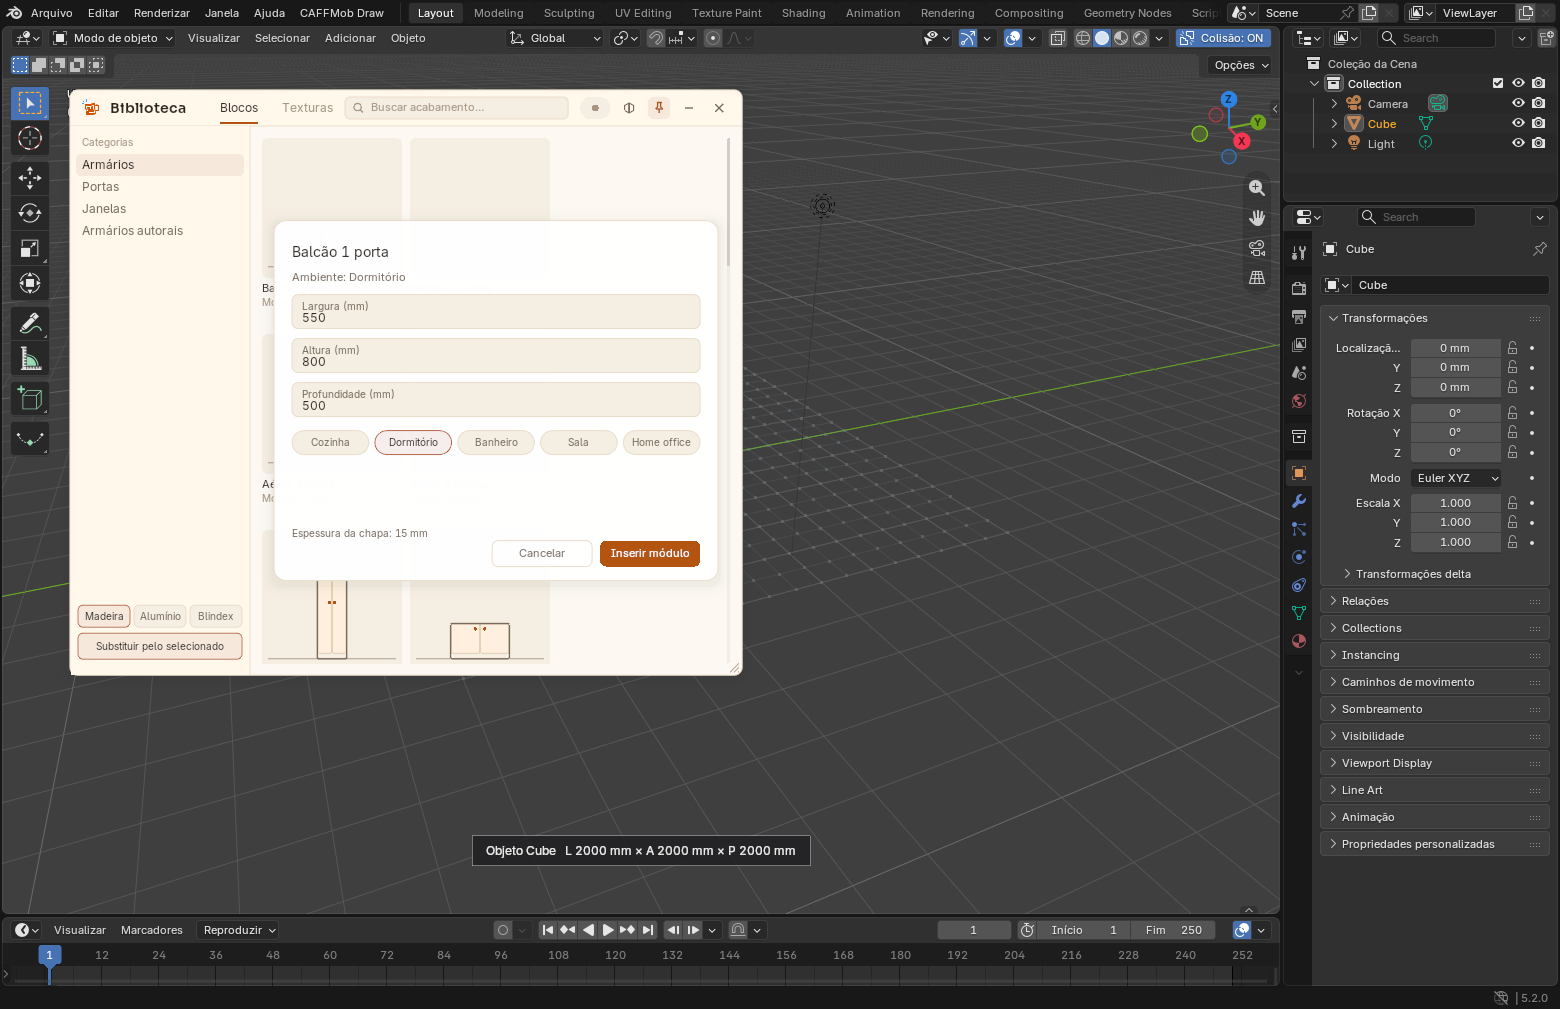 Arquivo Editar Renderizar Janela Ajuda CAFFMob Draw Layout Modeling Sculpting UV Editing Texture Paint Shading Animation Rendering Compositing Geometry Nodes Scrip Scene ViewLayer
Modo de objeto Visualizar Selecionar Adicionar Objeto Global Colisão: ON
Search
Opções
Coleção da Cena
Collection
Camera
Cube
Light
Biblioteca Blocos Texturas Buscar acabamento...
Categorias
Armários
Portas
Janelas
Armários autorais
Balcão 1 porta
Ambiente: Dormitório
Largura (mm)
550
Altura (mm)
800
Profundidade (mm)
500
Cozinha Dormitório Banheiro Sala Home office
Espessura da chapa: 15 mm
Cancelar Inserir módulo
Madeira Alumínio Blindex
Substituir pelo selecionado
Z
Y
X
Objeto Cube L 2000 mm × A 2000 mm × P 2000 mm
Search
Cube
Cube
Transformações
Localizaçã... 0 mm
Y 0 mm
Z 0 mm
Rotação X 0°
Y 0°
Z 0°
Modo Euler XYZ
Escala X 1.000
Y 1.000
Z 1.000
Transformações delta
Relações
Collections
Instancing
Caminhos de movimento
Sombreamento
Visibilidade
Viewport Display
Line Art
Animação
Propriedades personalizadas
Visualizar Marcadores Reproduzir 1 Início 1 Fim 250
1 12 24 36 48 60 72 84 96 108 120 132 144 156 168 180 192 204 216 228 240 252
5.2.0